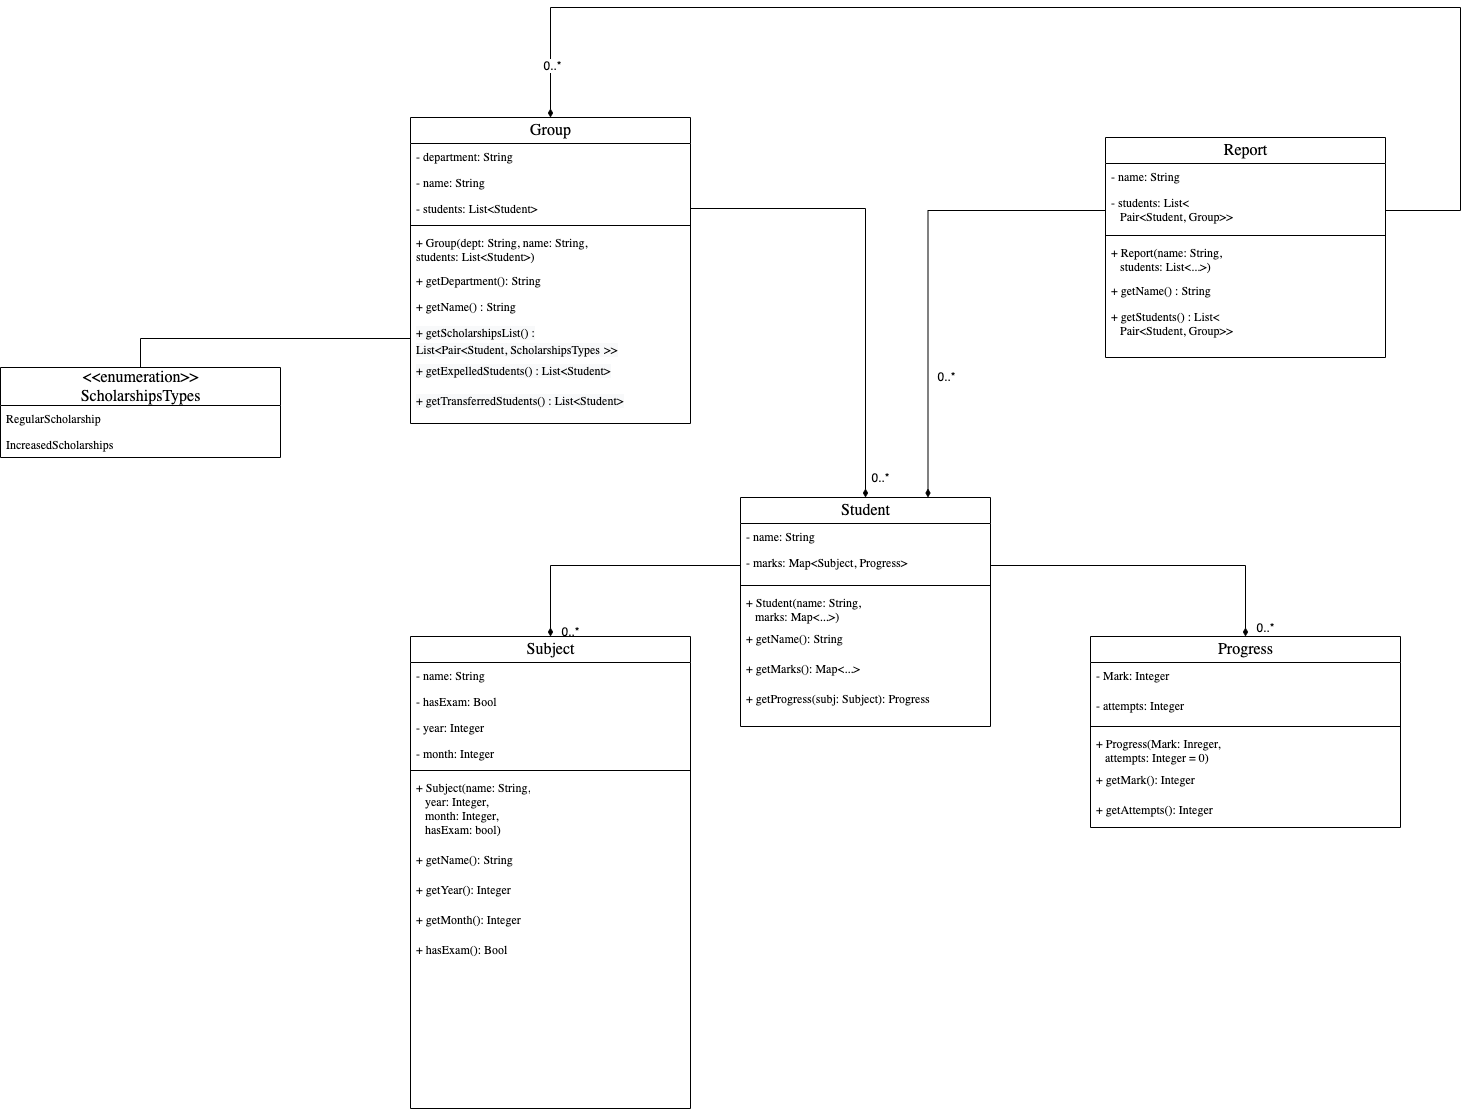 0..*
Group
- department: String
- name: String
- students: List<Student>
+ Group(dept: String, name: String,
students: List<Student>)
+ getDepartment(): String
+ getName() : String
+ getScholarshipsList() :
List<Pair<Student, ScholarshipsTypes >>
+ getExpelledStudents() : List<Student>
+ getTransferredStudents() : List<Student>
Report
- name: String
- students: List<
Pair<Student, Group>>
+ Report(name: String,
students: List<...>)
+ getName() : String
+ getStudents() : List<
Pair<Student, Group>>
<<enumeration>>
ScholarshipsTypes
RegularScholarship
IncreasedScholarships
0..*
0..*
Student
- name: String
- marks: Map<Subject, Progress>
+ Student(name: String,
marks: Map<...>)
+ getName(): String
+ getMarks(): Map<...>
+ getProgress(subj: Subject): Progress
0..*
Subject
- name: String
- hasExam: Bool
- year: Integer
- month: Integer
+ Subject(name: String,
year: Integer,
month: Integer,
hasExam: bool)
+ getName(): String
+ getYear(): Integer
+ getMonth(): Integer
+ hasExam(): Bool
0..*
Progress
- Mark: Integer
- attempts: Integer
+ Progress(Mark: Inreger,
attempts: Integer = 0)
+ getMark(): Integer
+ getAttempts(): Integer